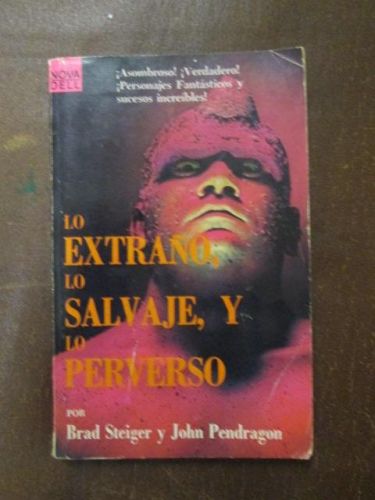 NOVA
DELL
¡Asombroso! ¡Verdadero!
¡Personajes Fantásticos y
sucesos increíbles!
LO
EXTRAÑO,
LO
SALVAJE, Y
LO
PERVERSO
POR
Brad Steiger y John Pendragon